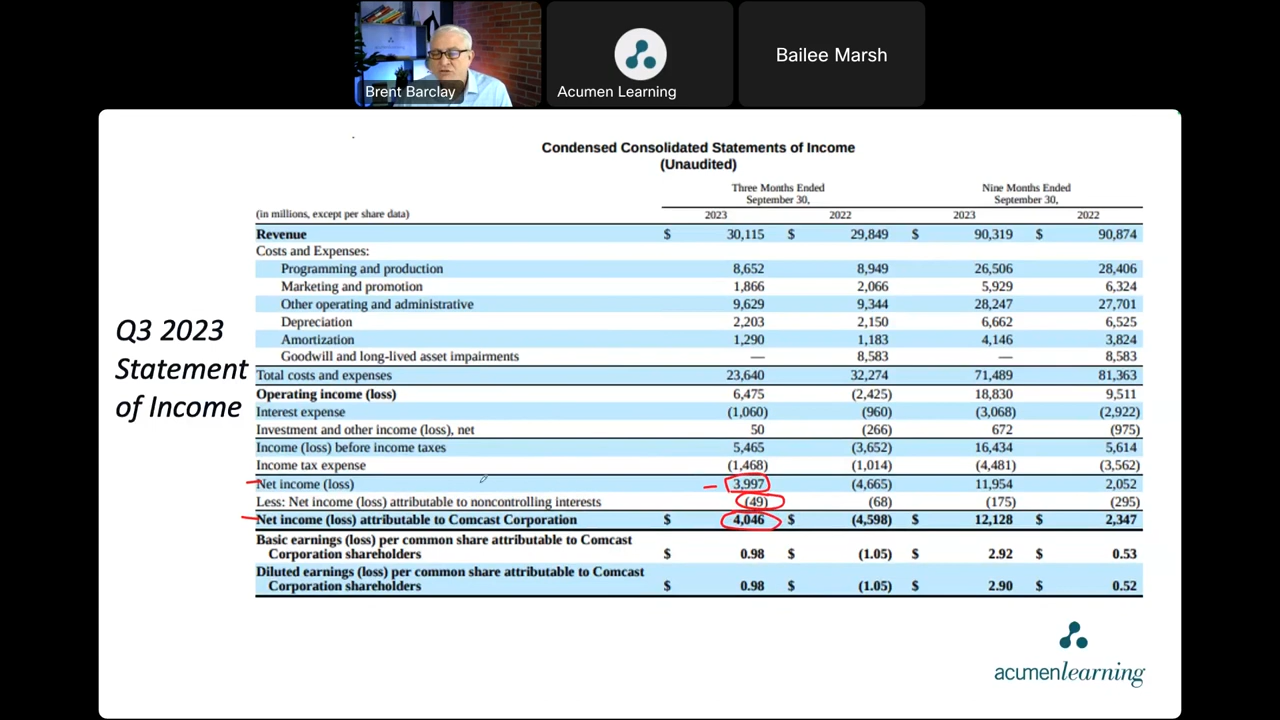 Brent Barclay
Acumen Learning
Bailee Marsh
Condensed Consolidated Statements of Income
(Unaudited)
Three Months Ended September 30,
Nine Months Ended September 30,
(in millions, except per share data) 2023 2022 2023 2022
Revenue $ 30,115 $ 29,849 $ 90,319 $ 90,874
Costs and Expenses:
Programming and production 8,652 8,949 26,506 28,406
Marketing and promotion 1,866 2,066 5,929 6,324
Other operating and administrative 9,629 9,344 28,247 27,701
Depreciation 2,203 2,150 6,662 6,525
Amortization 1,290 1,183 4,146 3,824
Goodwill and long-lived asset impairments — 8,583 — 8,583
Total costs and expenses 23,640 32,274 71,489 81,363
Operating income (loss) 6,475 (2,425) 18,830 9,511
Interest expense (1,060) (960) (3,068) (2,922)
Investment and other income (loss), net 50 (266) 672 (975)
Income (loss) before income taxes 5,465 (3,652) 16,434 5,614
Income tax expense (1,468) (1,014) (4,481) (3,562)
Net income (loss) 3,997 (4,665) 11,954 2,052
Less: Net income (loss) attributable to noncontrolling interests (49) (68) (175) (295)
Net income (loss) attributable to Comcast Corporation $ 4,046 $ (4,598) $ 12,128 $ 2,347
Basic earnings (loss) per common share attributable to Comcast
Corporation shareholders $ 0.98 $ (1.05) $ 2.92 $ 0.53
Diluted earnings (loss) per common share attributable to Comcast
Corporation shareholders $ 0.98 $ (1.05) $ 2.90 $ 0.52
Q3 2023
Statement
of Income
acumenlearning